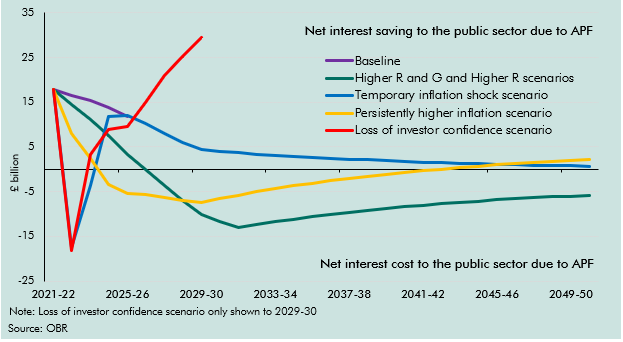 Net interest saving to the public sector due to APF
Baseline
Higher R and G and Higher R scenarios
Temporary inflation shock scenario
Persistently higher inflation scenario
Loss of investor confidence scenario
35
25
15
5
-5
-15
-25
£ billion
Net interest cost to the public sector due to APF
2021-22 2025-26 2029-30 2033-34 2037-38 2041-42 2045-46 2049-50
Note: Loss of investor confidence scenario only shown to 2029-30
Source: OBR